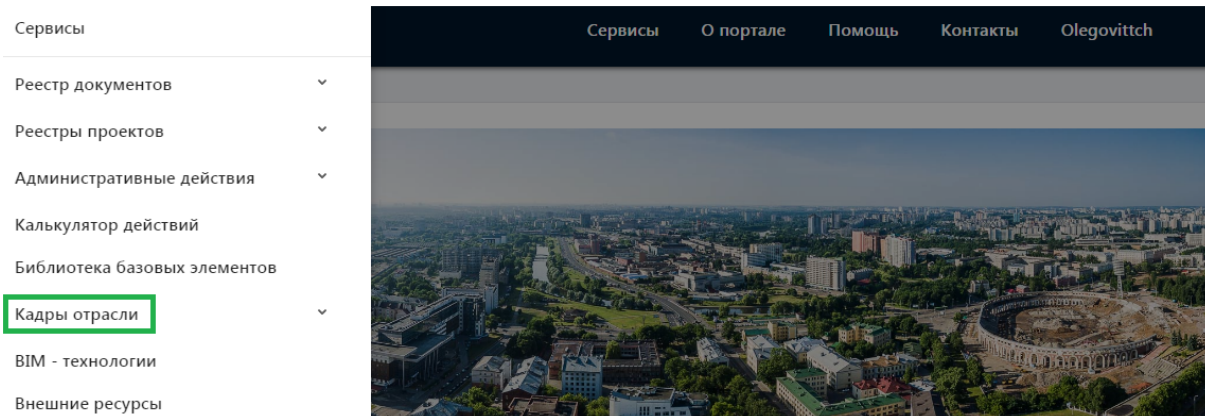 Сервисы
Сервисы О портале Помощь Контакты Olegovittch
Реестр документов
Реестры проектов
Административные действия
Калькулятор действий
Библиотека базовых элементов
Кадры отрасли
BIM - технологии
Внешние ресурсы